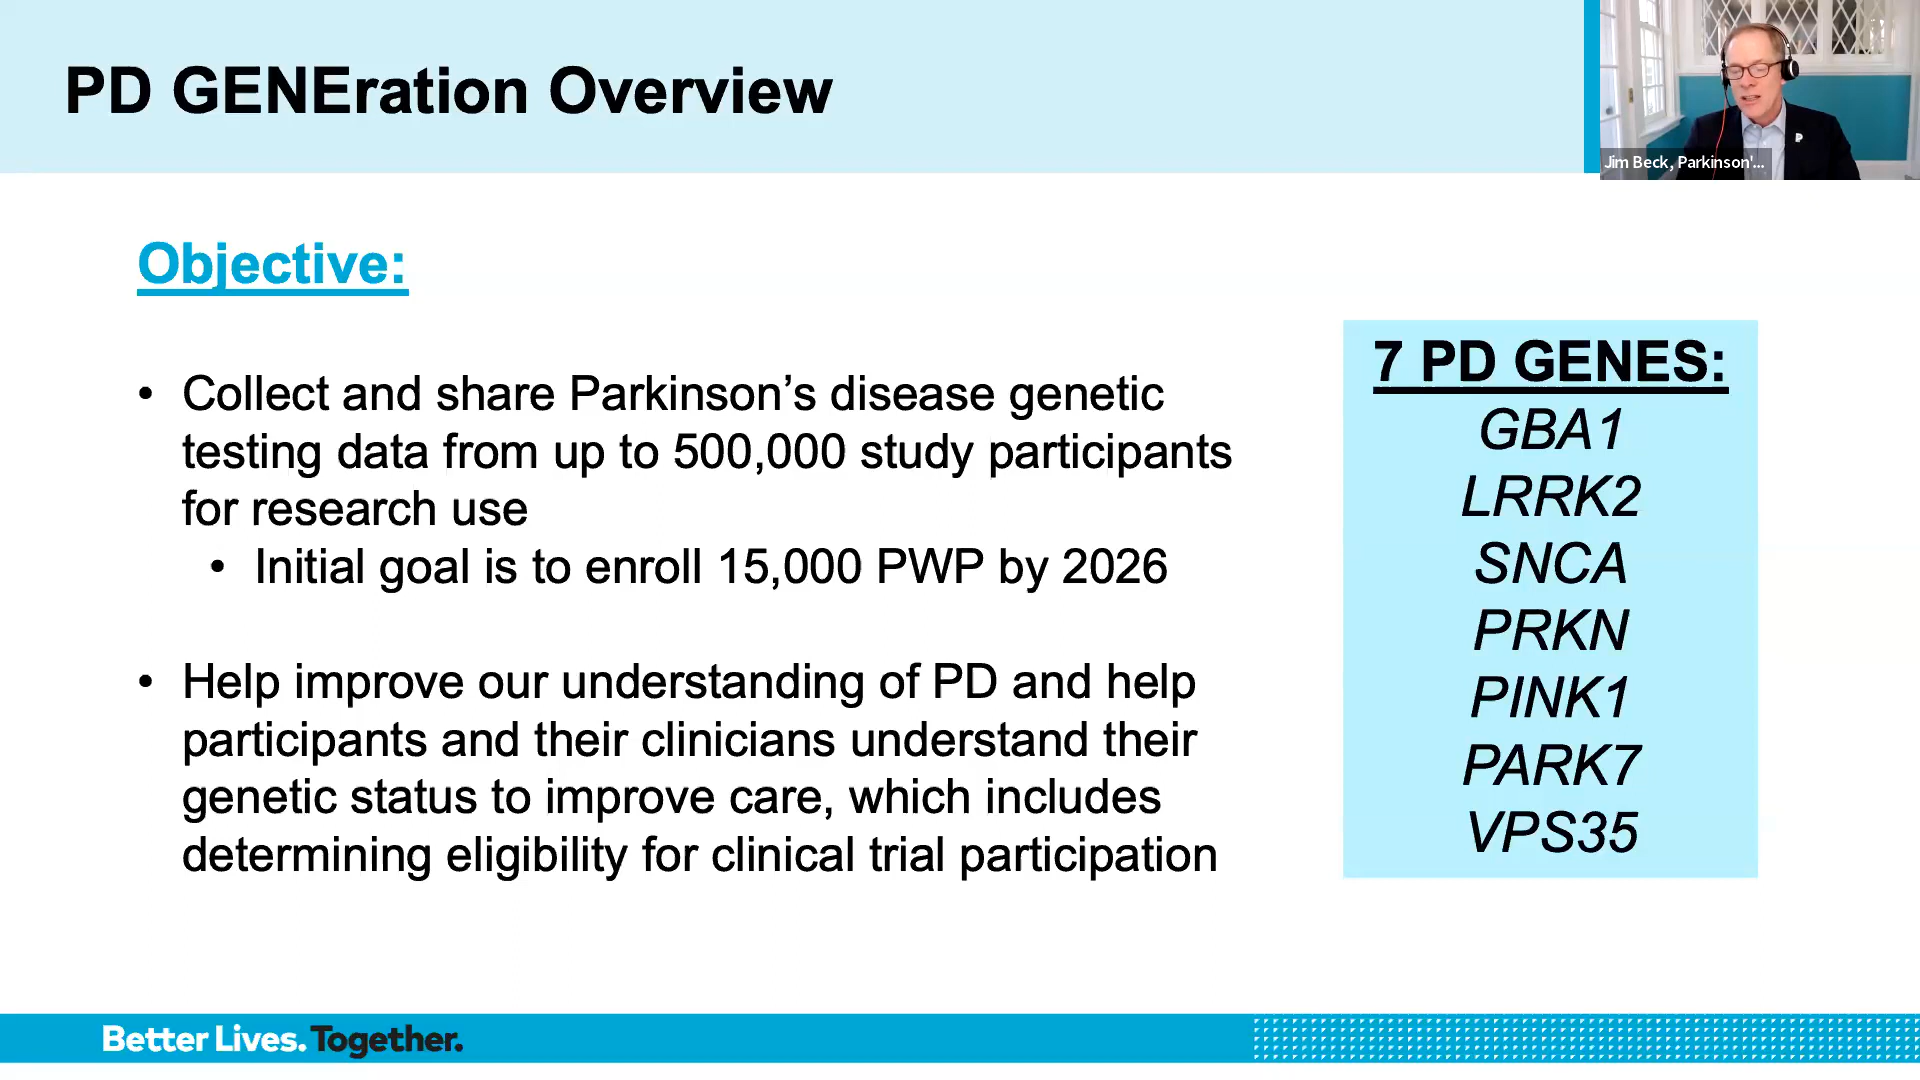 PD GENEration Overview
Jim Beck, Parkinson'...
Objective:
• Collect and share Parkinson’s disease genetic
testing data from up to 500,000 study participants
for research use
• Initial goal is to enroll 15,000 PWP by 2026
• Help improve our understanding of PD and help
participants and their clinicians understand their
genetic status to improve care, which includes
determining eligibility for clinical trial participation
7 PD GENES:
GBA1
LRRK2
SNCA
PRKN
PINK1
PARK7
VPS35
Better Lives. Together.